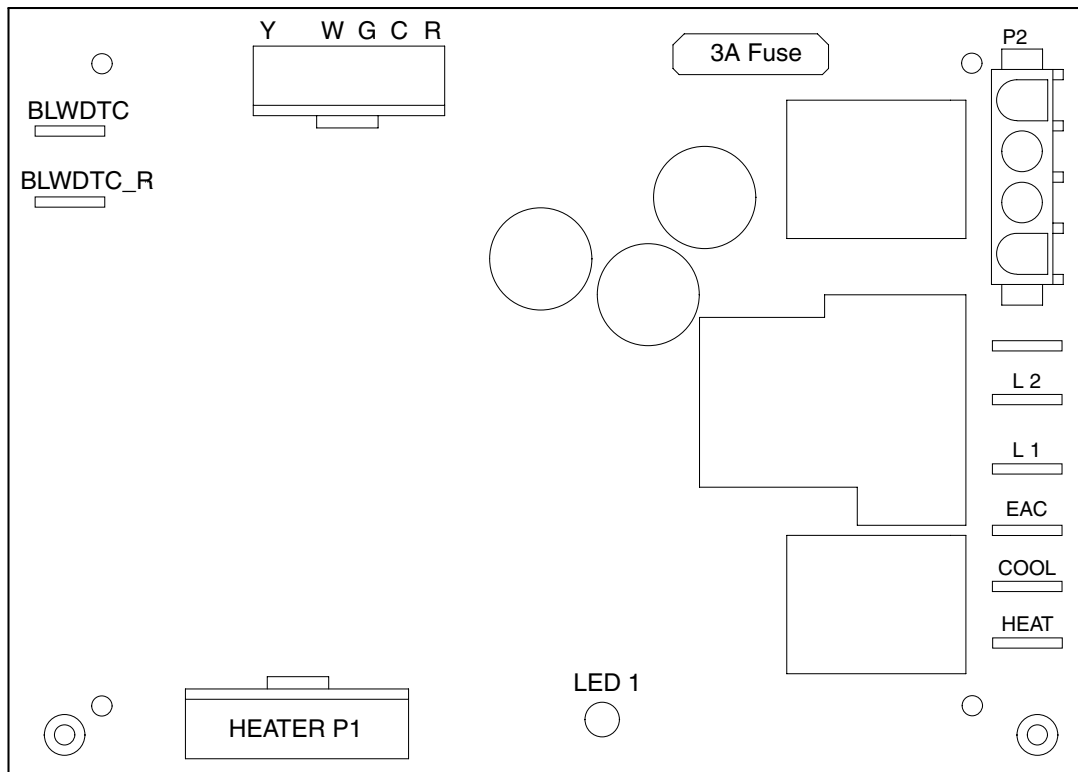 Y W G C R
3A Fuse
P2
BLWDTC
BLWDTC_R
L 2
L 1
EAC
COOL
HEAT
LED 1
HEATER P1